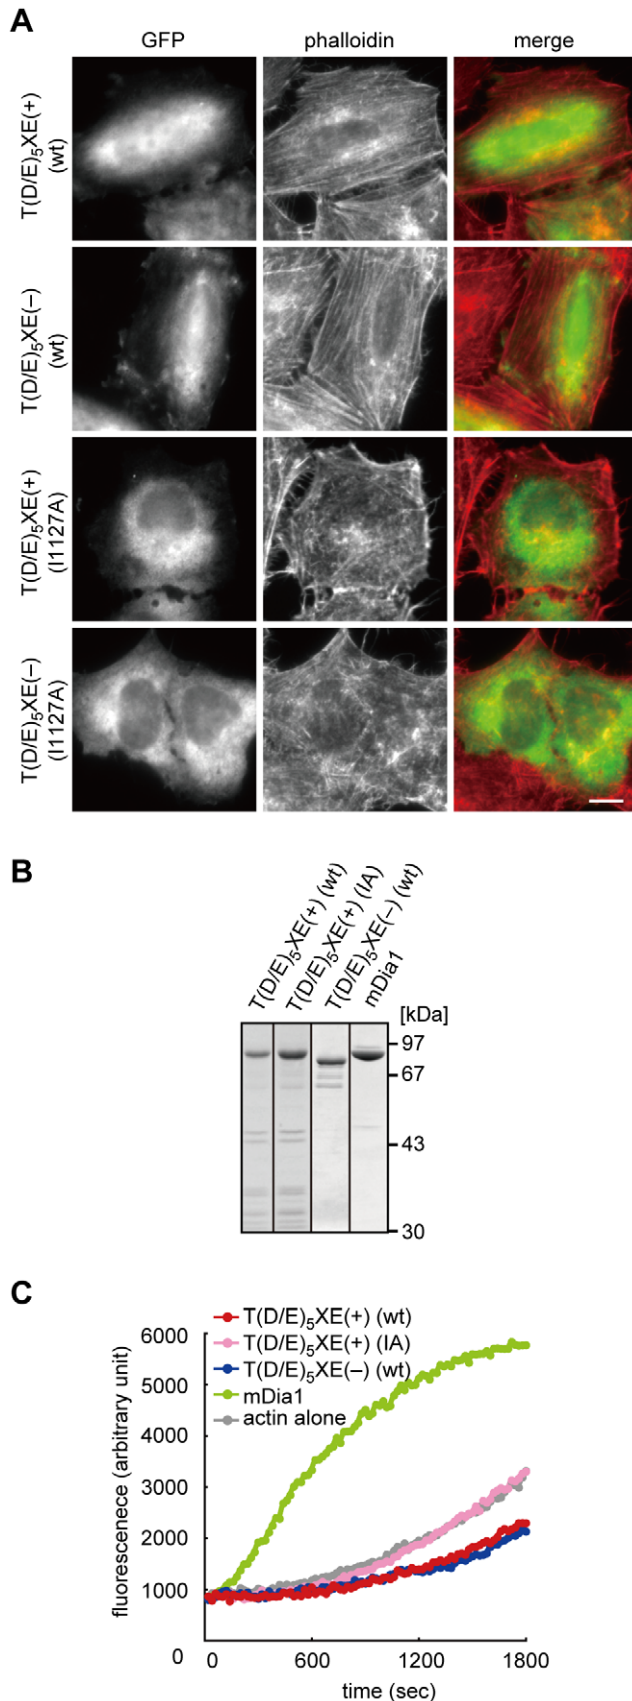 A
GFP phalloidin merge
T(D/E)₅XE(+)
(wt)
T(D/E)₅XE(–)
(wt)
T(D/E)₅XE(+)
(I1127A)
T(D/E)₅XE(–)
(I1127A)
B
T(D/E)₅XE(+) (wt)
T(D/E)₅XE(+) (IA)
T(D/E)₅XE(–) (wt)
mDia1
[kDa]
97
67
43
30
C
T(D/E)₅XE(+) (wt)
T(D/E)₅XE(+) (IA)
T(D/E)₅XE(–) (wt)
mDia1
actin alone
fluoresenece (arbitrary unit)
6000
5000
4000
3000
2000
1000
0
0 600 1200 1800
time (sec)